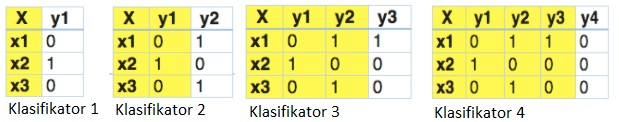 X y1 X y1 y2 X y1 y2 y3 X y1 y2 y3 y4
x1 0 x1 0 1 x1 0 1 1 x1 0 1 1 0
x2 1 x2 1 0 x2 1 0 0 x2 1 0 0 0
x3 0 x3 0 1 x3 0 1 0 x3 0 1 0 0
Klasifikator 1 Klasifikator 2 Klasifikator 3 Klasifikator 4